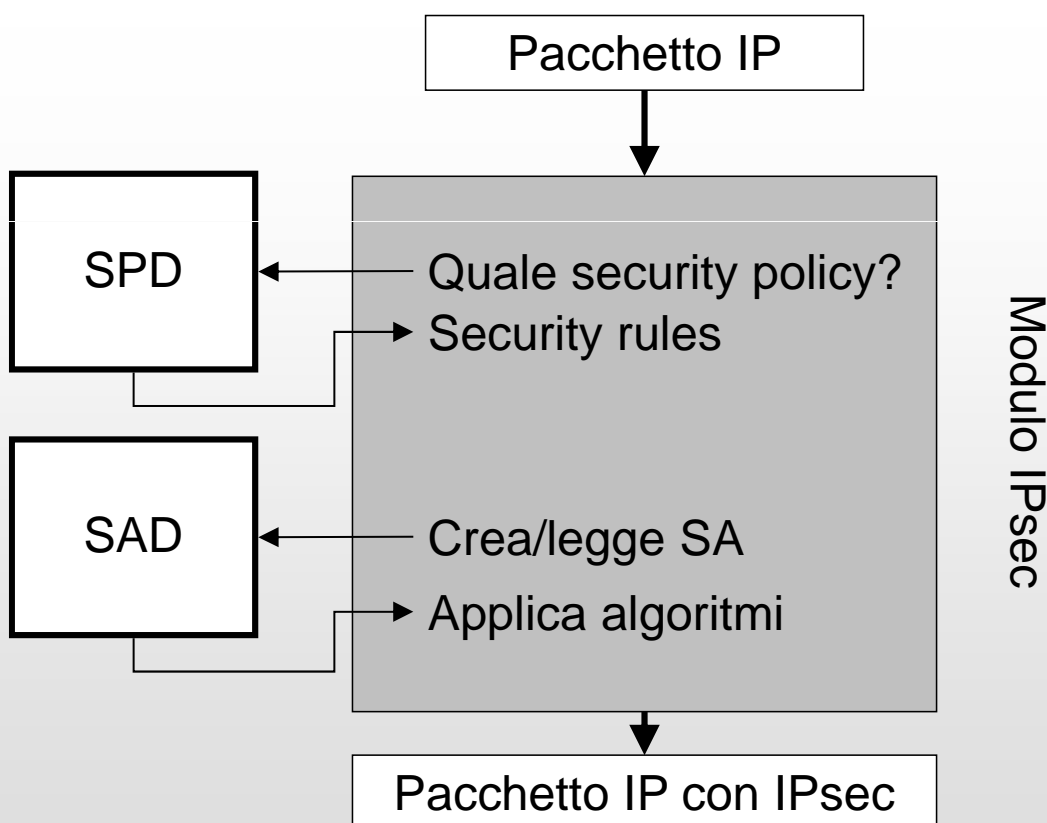 Pacchetto IP
SPD
Quale security policy?
Security rules
SAD
Crea/legge SA
Applica algoritmi
Modulo IPsec
Pacchetto IP con IPsec